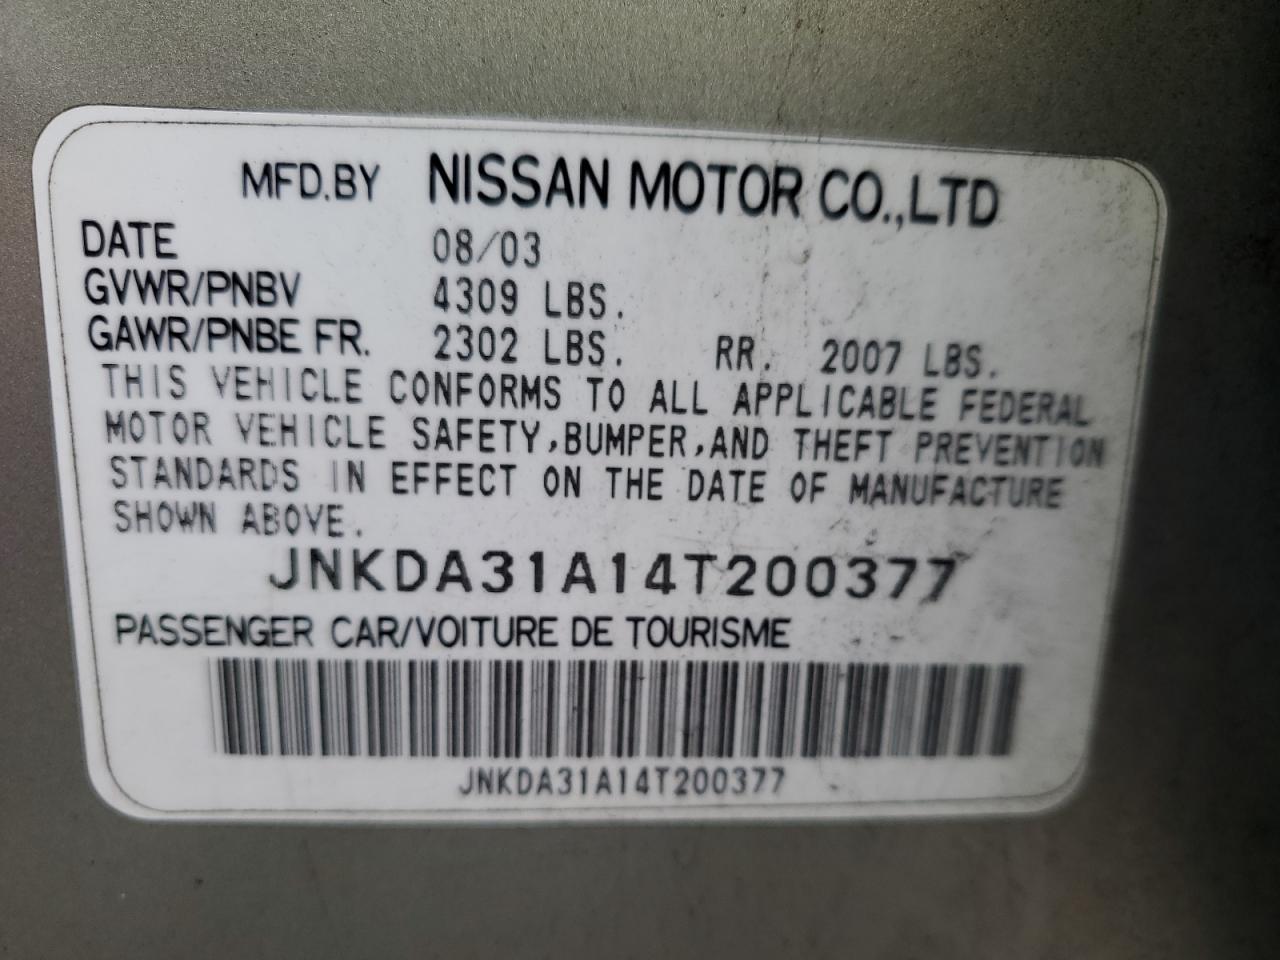 MFD.BY NISSAN MOTOR CO.,LTD
DATE 08/03
GVWR/PNBV 4309 LBS.
GAWR/PNBE FR. 2302 LBS. RR. 2007 LBS.
THIS VEHICLE CONFORMS TO ALL APPLICABLE FEDERAL
MOTOR VEHICLE SAFETY,BUMPER,AND THEFT PREVENTION
STANDARDS IN EFFECT ON THE DATE OF MANUFACTURE
SHOWN ABOVE.
JNKDA31A14T200377
PASSENGER CAR/VOITURE DE TOURISME
JNKDA31A14T200377